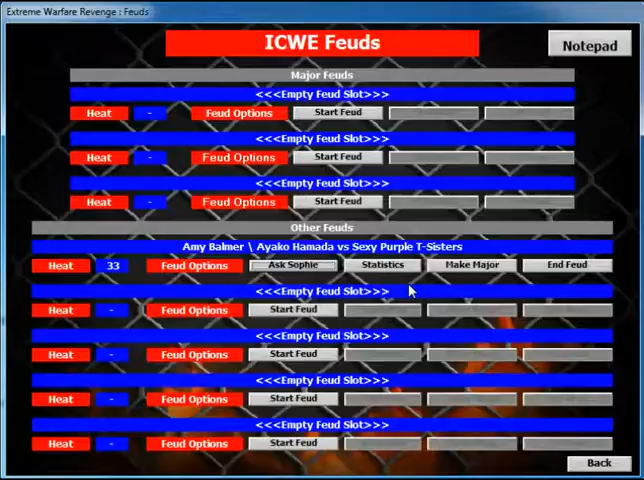 Extreme Warfare Revenge : Feuds
ICWE Feuds
Notepad
Major Feuds
<<<Empty Feud Slot>>>
Heat - Feud Options Start Feud
<<<Empty Feud Slot>>>
Heat - Feud Options Start Feud
<<<Empty Feud Slot>>>
Heat - Feud Options Start Feud
Other Feuds
Amy Balmer \ Ayako Hamada vs Sexy Purple T-Sisters
Heat 33 Feud Options Ask Sophie Statistics Make Major End Feud
<<<Empty Feud Slot>>>
Heat - Feud Options Start Feud
<<<Empty Feud Slot>>>
Heat - Feud Options Start Feud
<<<Empty Feud Slot>>>
Heat - Feud Options Start Feud
<<<Empty Feud Slot>>>
Heat - Feud Options Start Feud
Back